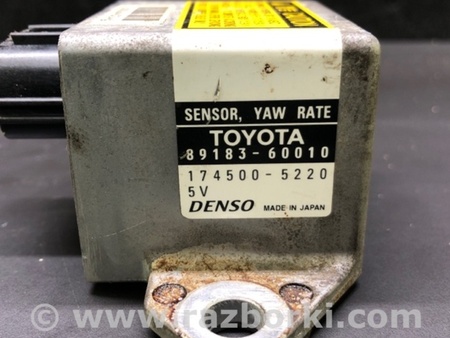 SENSOR, YAW RATE
TOYOTA
89183-60010
174500-5220
5V
DENSO MADE IN JAPAN
www.razborki.com